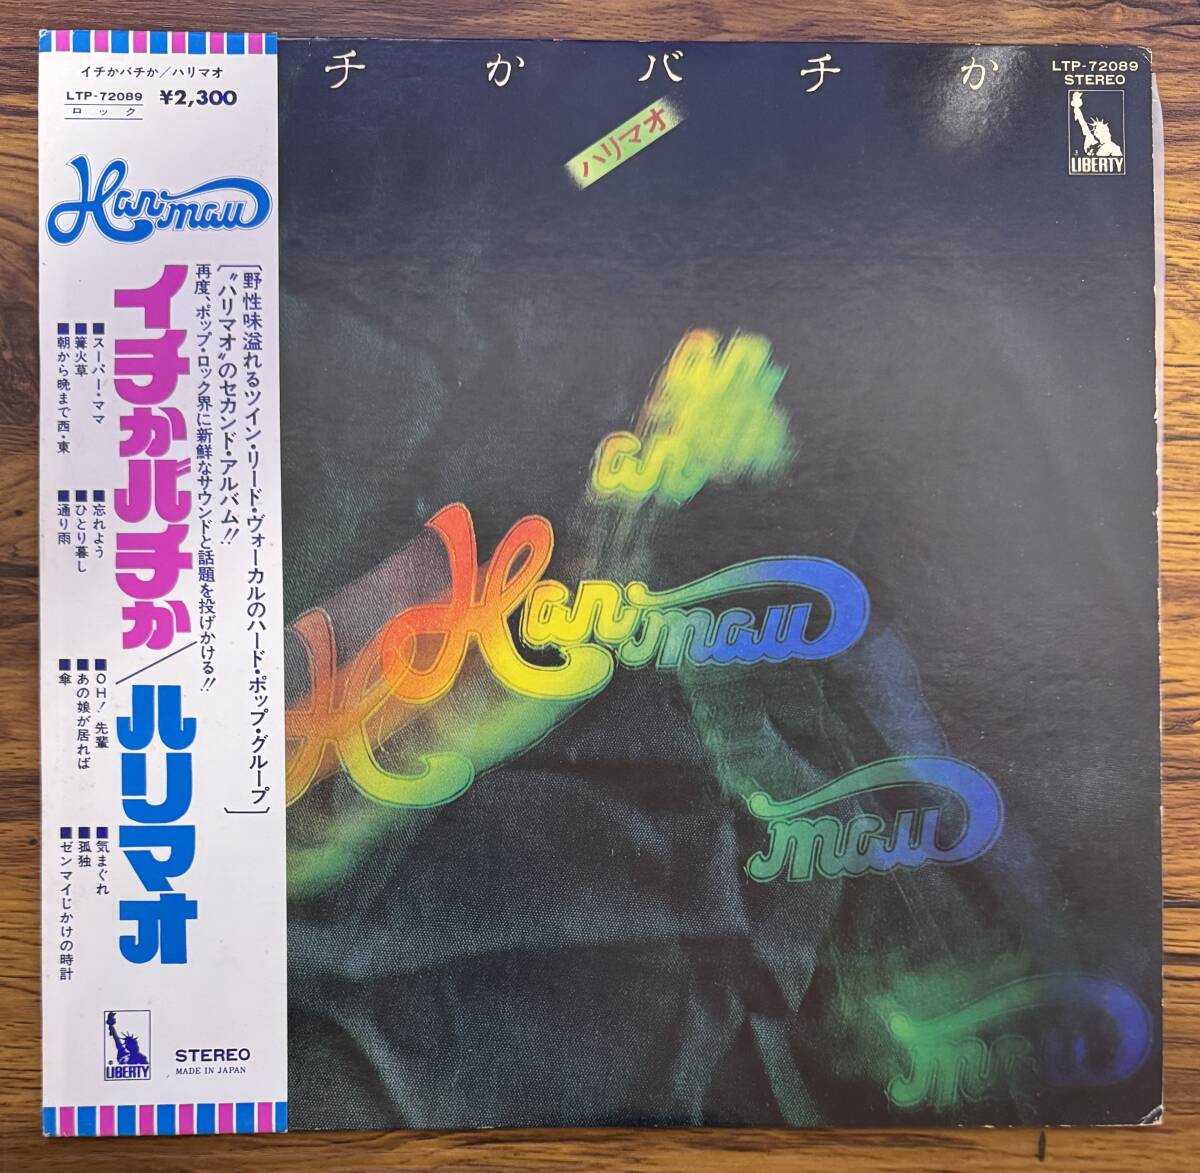 イチかバチか／ハリマオ
LTP-72089 ¥2,300
ロック
Harimau
〔野性味溢れるツイン・リード・ヴォーカルのハード・ポップ・グループ
“ハリマオ”のセカンド・アルバム!!
再度、ポップ・ロック界に新鮮なサウンドと話題を投げかける!!〕
イチかバチか／ハリマオ
■スーパー・ママ
■篝火草
■朝から晩まで西・東
■忘れよう
■ひとり暮し
■通り雨
■OH! 先輩
■あの娘が居れば
■傘
■気まぐれ
■孤独
■ゼンマイじかけの時計
LIBERTY
STEREO
MADE IN JAPAN
チかバチか
ハリマオ
LTP-72089
STEREO
LIBERTY
an
an
Harimau
mau